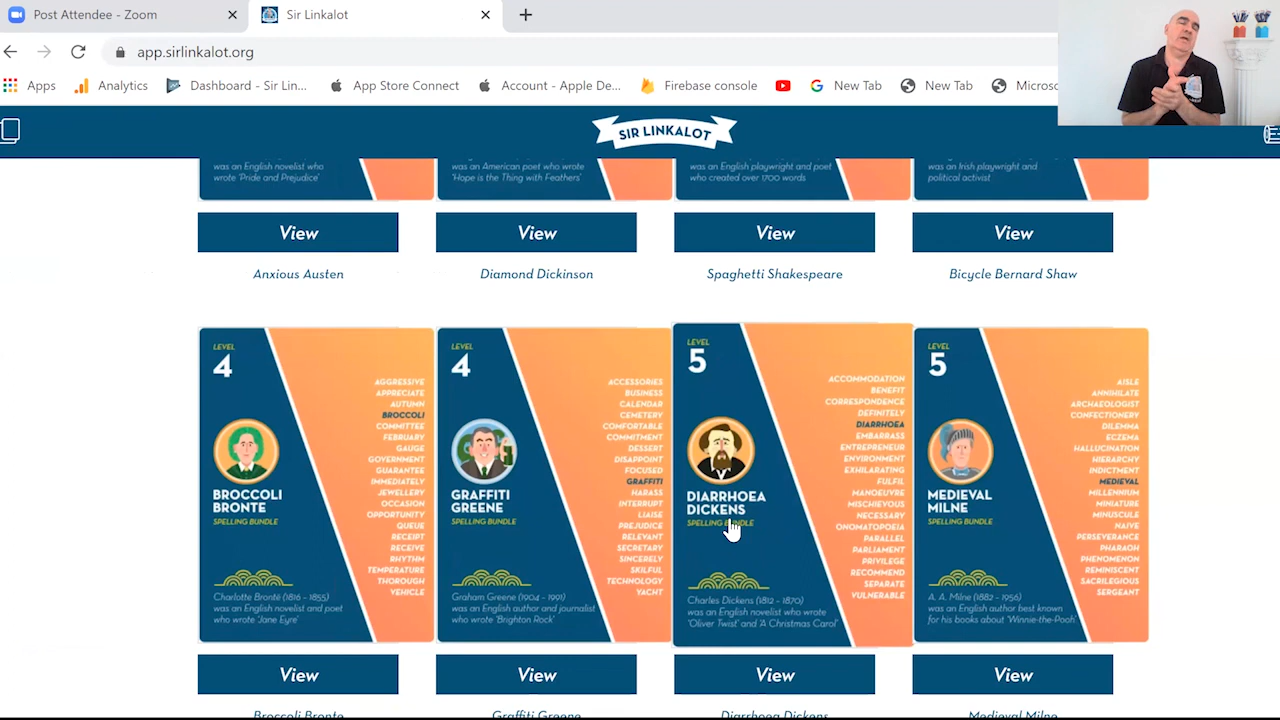 Post Attendee - Zoom
Sir Linkalot
app.sirlinkalot.org
Apps
Analytics
Dashboard - Sir Lin...
App Store Connect
Account - Apple De...
Firebase console
New Tab
New Tab
Microsc
SIR LINKALOT
was an English novelist who
wrote 'Pride and Prejudice'
was an American poet who wrote
'Hope is the Thing with Feathers'
was an English playwright and poet
who created over 1700 words
was an Irish playwright and
political activist
View
View
View
View
Anxious Austen
Diamond Dickinson
Spaghetti Shakespeare
Bicycle Bernard Shaw
LEVEL
4
AGGRESSIVE
APPRECIATE
AUTUMN
BROCCOLI
COMMITTEE
FEBRUARY
GAUGE
GOVERNMENT
GUARANTEE
IMMEDIATELY
JEWELLERY
OCCASION
OPPORTUNITY
QUEUE
RECEIPT
RECEIVE
RHYTHM
TEMPERATURE
THOROUGH
VEHICLE
BROCCOLI
BRONTE
SPELLING BUNDLE
Charlotte Brontë (1816 - 1855)
was an English novelist and poet
who wrote 'Jane Eyre'
LEVEL
4
ACCESSORIES
BUSINESS
CALENDAR
CEMETERY
COMFORTABLE
COMMITMENT
DESSERT
DISAPPOINT
FOCUSED
GRAFFITI
HARASS
INTERRUPT
LIAISE
PREJUDICE
RELEVANT
SECRETARY
SINCERELY
SKILFUL
TECHNOLOGY
YACHT
GRAFFITI
GREENE
SPELLING BUNDLE
Graham Greene (1904 - 1991)
was an English author and journalist
who wrote 'Brighton Rock'
LEVEL
5
ACCOMMODATION
BENEFIT
CORRESPONDENCE
DEFINITELY
DIARRHOEA
EMBARRASS
ENTREPRENEUR
ENVIRONMENT
EXHILARATING
FULFIL
MANOEUVRE
MISCHIEVOUS
NECESSARY
ONOMATOPOEIA
PARALLEL
PARLIAMENT
PRIVILEGE
RECOMMEND
SEPARATE
VULNERABLE
DIARRHOEA
DICKENS
SPELLING BUNDLE
Charles Dickens (1812 - 1870)
was an English novelist who wrote
'Oliver Twist' and 'A Christmas Carol'
LEVEL
5
AISLE
ANNIHILATE
ARCHAEOLOGIST
CONFECTIONERY
DILEMMA
ECZEMA
HALLUCINATION
HIERARCHY
INDICTMENT
MEDIEVAL
MILLENNIUM
MINIATURE
MINUSCULE
NAIVE
PERSEVERANCE
PHARAOH
PHENOMENON
REMINISCENT
SACRILEGIOUS
SERGEANT
MEDIEVAL
MILNE
SPELLING BUNDLE
A. A. Milne (1882 - 1956)
was an English author best known
for his books about 'Winnie-the-Pooh'
View
View
View
View
Broccoli Bronte
Graffiti Greene
Diarrhoea Dickens
Medieval Milne